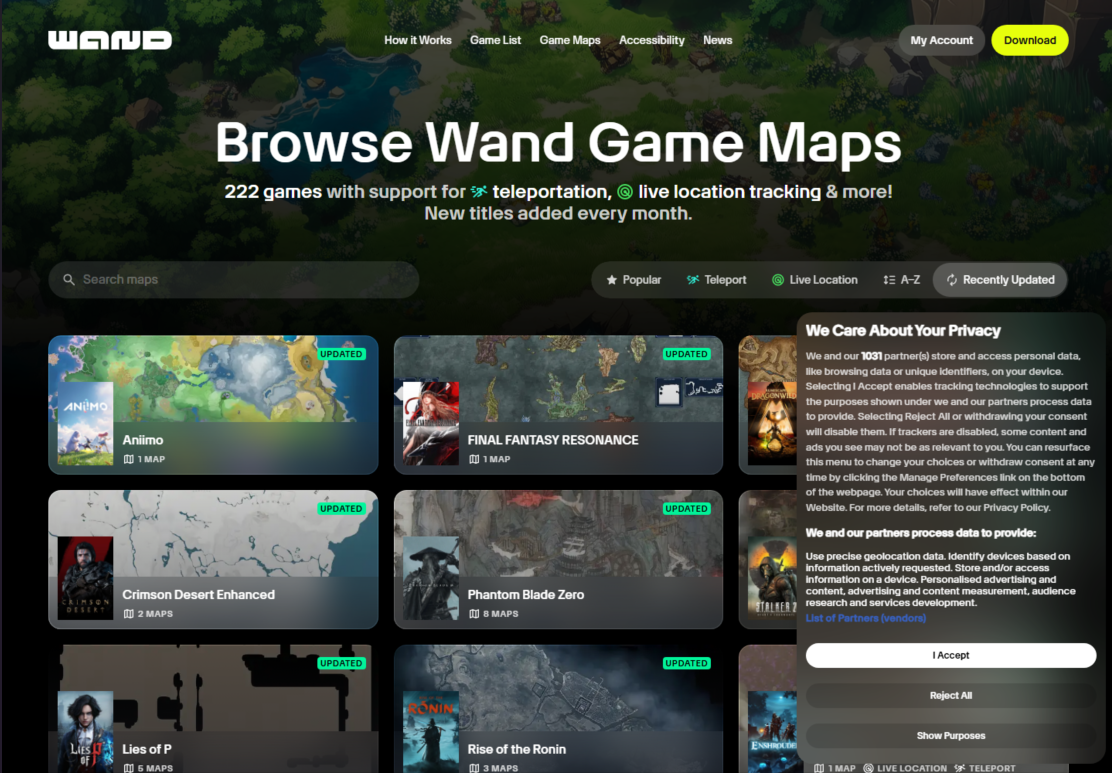 WAND
How it Works
Game List
Game Maps
Accessibility
News
My Account
Download
Browse Wand Game Maps
222 games with support for teleportation, live location tracking & more!
New titles added every month.
Search maps
Popular
Teleport
Live Location
A–Z
Recently Updated
UPDATED
ANIIMO
Aniimo
1 MAP
UPDATED
FINAL FANTASY RESONANCE
1 MAP
DRAGONWILD
UPDATED
CRIMSON
DESERT
Crimson Desert Enhanced
2 MAPS
UPDATED
Phantom Blade Zero
8 MAPS
STALKER 2
UPDATED
LIES
OF P
Lies of P
5 MAPS
UPDATED
RONIN
Rise of the Ronin
3 MAPS
ENSHROUDED
1 MAP
LIVE LOCATION
TELEPORT
We Care About Your Privacy
We and our 1031 partner(s) store and access personal data,
like browsing data or unique identifiers, on your device.
Selecting I Accept enables tracking technologies to support
the purposes shown under we and our partners process data
to provide. Selecting Reject All or withdrawing your consent
will disable them. If trackers are disabled, some content and
ads you see may not be as relevant to you. You can resurface
this menu to change your choices or withdraw consent at any
time by clicking the Manage Preferences link on the bottom
of the webpage. Your choices will have effect within our
Website. For more details, refer to our Privacy Policy.
We and our partners process data to provide:
Use precise geolocation data. Identify devices based on
information actively requested. Store and/or access
information on a device. Personalised advertising and
content, advertising and content measurement, audience
research and services development.
List of Partners (vendors)
I Accept
Reject All
Show Purposes